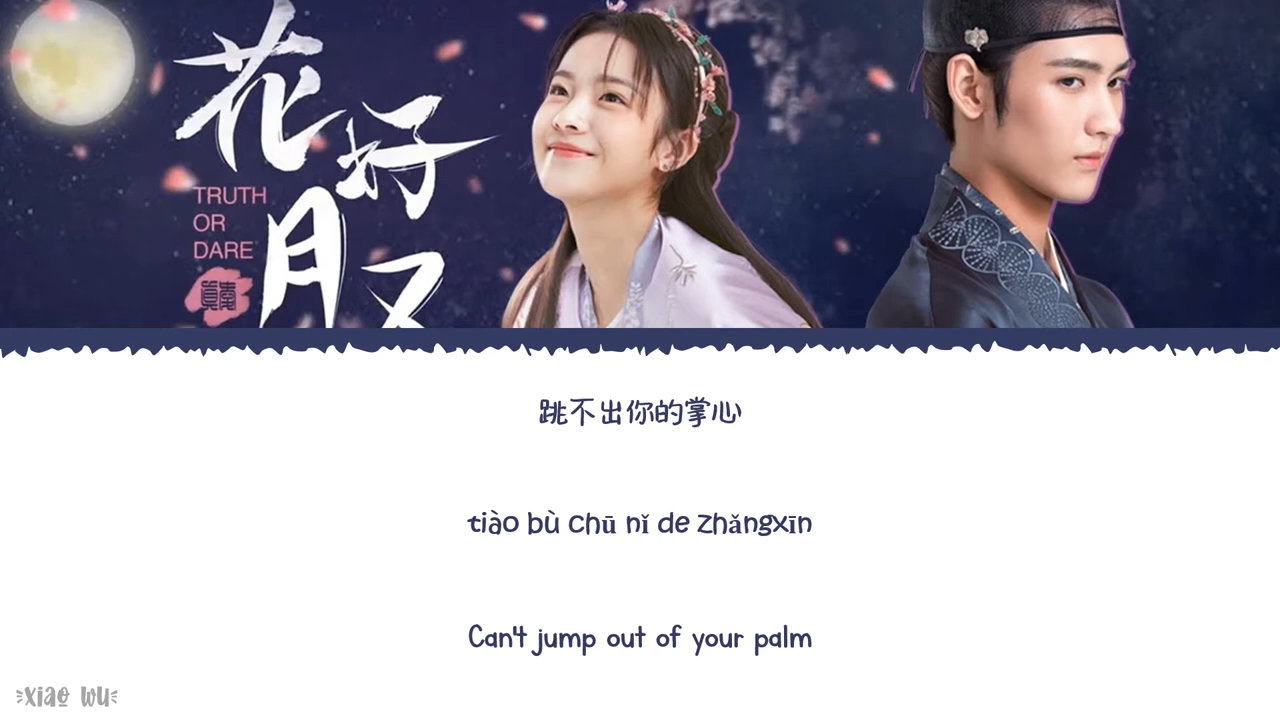 花好
月又
TRUTH
OR
DARE
跳不出你的掌心
tiào bù chū nǐ de zhǎngxīn
Can't jump out of your palm
xiao wu